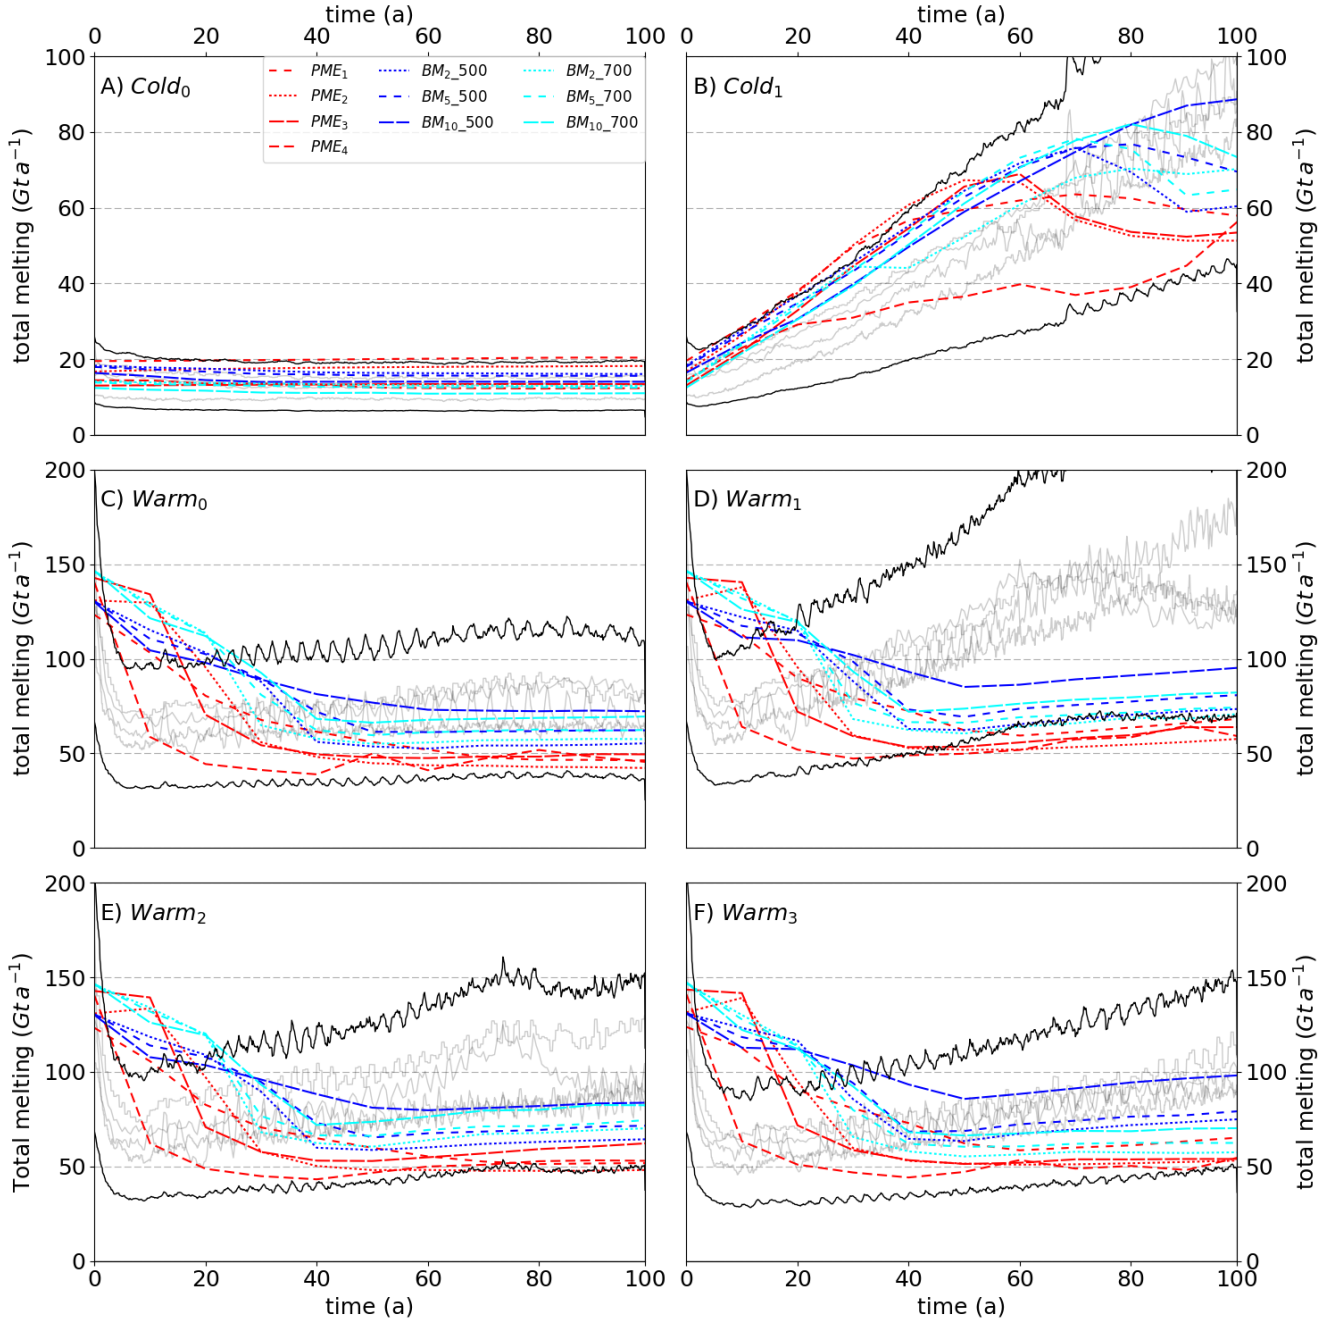 time (a)
time (a)
0 20 40 60 80 100
0 20 40 60 80 100
A) Cold₀
B) Cold₁
PME₁ BM₂_500 BM₂_700
PME₂ BM₅_500 BM₅_700
PME₃ BM₁₀_500 BM₁₀_700
PME₄
100
80
60
40
20
0
total melting (Gt a⁻¹)
100
80
60
40
20
0
total melting (Gt a⁻¹)
C) Warm₀
D) Warm₁
200
150
100
50
0
total melting (Gt a⁻¹)
200
150
100
50
0
total melting (Gt a⁻¹)
E) Warm₂
F) Warm₃
200
150
100
50
0
Total melting (Gt a⁻¹)
200
150
100
50
0
total melting (Gt a⁻¹)
0 20 40 60 80 100
0 20 40 60 80 100
time (a)
time (a)